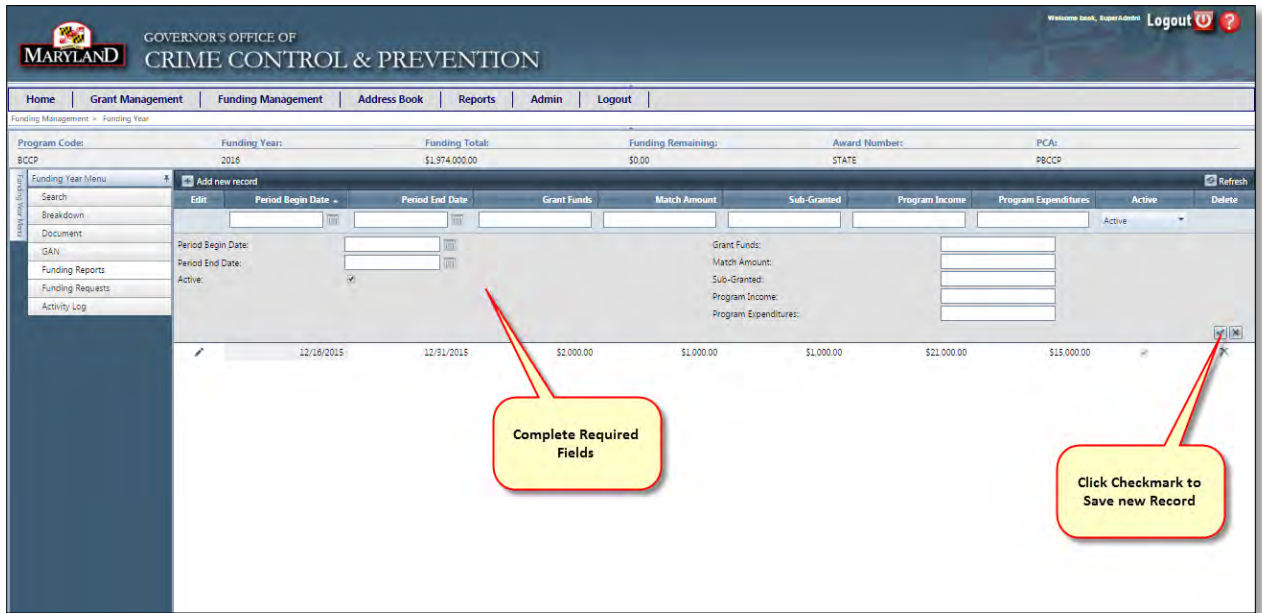 Welcome back, SuperAdmin Logout
MARYLAND
GOVERNOR'S OFFICE OF
CRIME CONTROL & PREVENTION
Home Grant Management Funding Management Address Book Reports Admin Logout
Funding Management > Funding Year
Program Code: Funding Year: Funding Total: Funding Remaining: Award Number: PCA:
BCCP 2016 $1,974,000.00 $0.00 STATE PBCCP
Funding Year Menu
Funding Year Menu
Search
Breakdown
Document
GAN
Funding Reports
Funding Requests
Activity Log
Add new record Refresh
Edit Period Begin Date Period End Date Grant Funds Match Amount Sub-Granted Program Income Program Expenditures Active Delete
Active
Period Begin Date: Grant Funds:
Period End Date: Match Amount:
Active: Sub-Granted:
Program Income:
Program Expenditures:
12/16/2015 12/31/2015 $2,000.00 $1,000.00 $1,000.00 $21,000.00 $15,000.00
Complete Required
Fields
Click Checkmark to
Save new Record